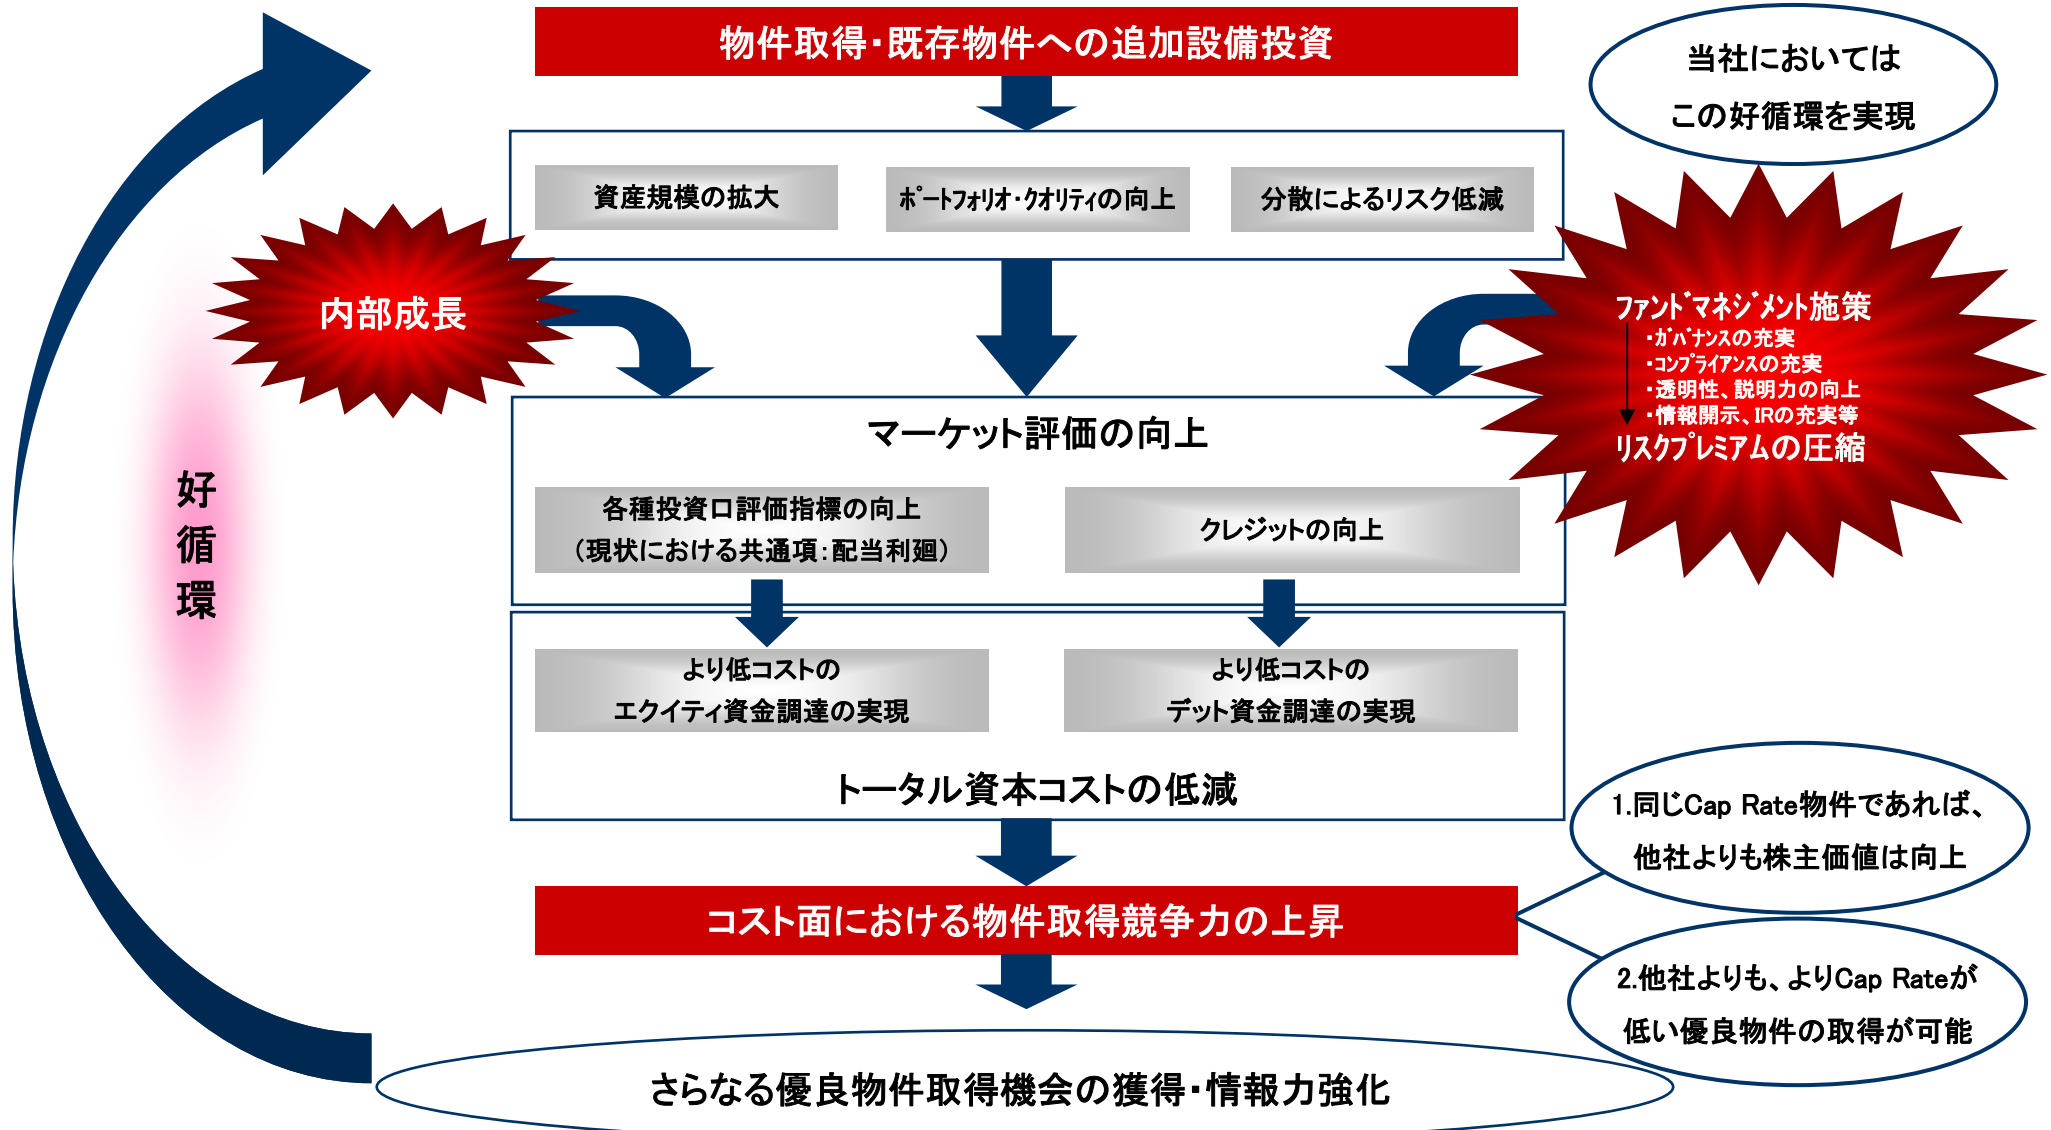 物件取得・既存物件への追加設備投資
当社においては
この好循環を実現
資産規模の拡大
ﾎﾟｰﾄﾌｫﾘｵ・ｸｵﾘﾃｨの向上
分散によるリスク低減
内部成長
ﾌｧﾝﾄﾞﾏﾈｼﾞﾒﾝﾄ施策
・ｶﾞﾊﾞﾅﾝｽの充実
・ｺﾝﾌﾟﾗｲｱﾝｽの充実
・透明性、説明力の向上
・情報開示、IRの充実等
ﾘｽｸﾌﾟﾚﾐｱﾑの圧縮
マーケット評価の向上
各種投資口評価指標の向上
（現状における共通項：配当利廻）
クレジットの向上
好
循
環
より低コストの
エクイティ資金調達の実現
より低コストの
デット資金調達の実現
トータル資本コストの低減
1.同じCap Rate物件であれば、
他社よりも株主価値は向上
コスト面における物件取得競争力の上昇
2.他社よりも、よりCap Rateが
低い優良物件の取得が可能
さらなる優良物件取得機会の獲得・情報力強化